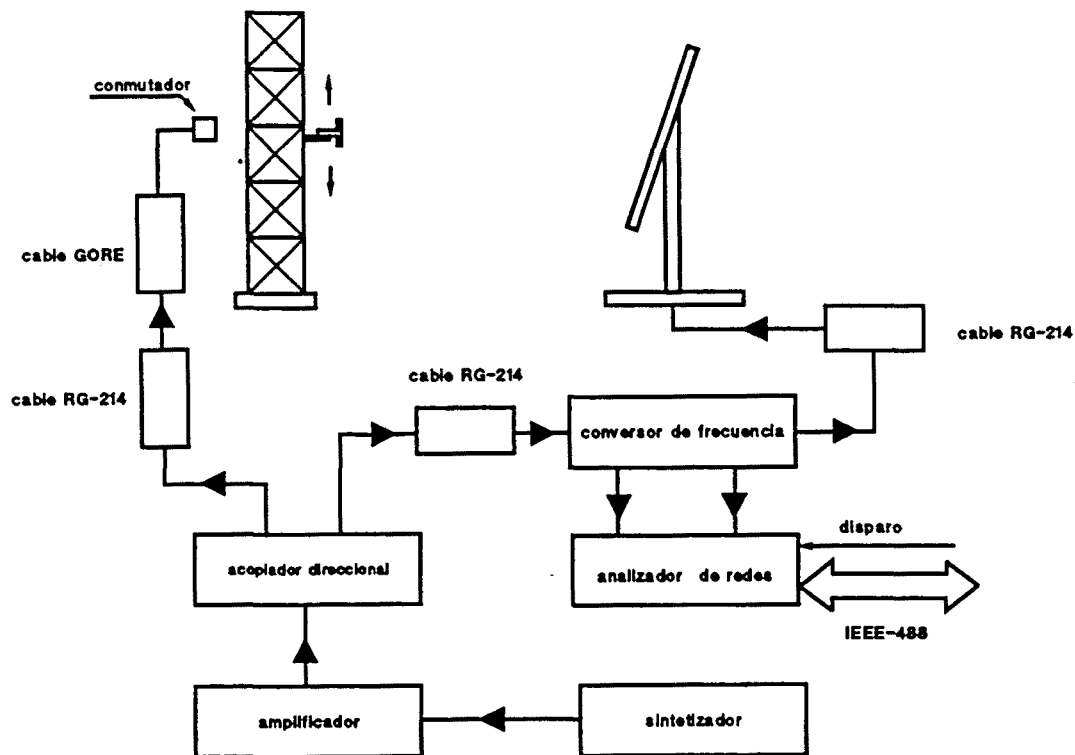 conmutador
cable GORE
cable RG-214
cable RG-214
cable RG-214
conversor de frecuencia
disparo
acoplador direccional
analizador de redes
IEEE-488
amplificador
sintetizador